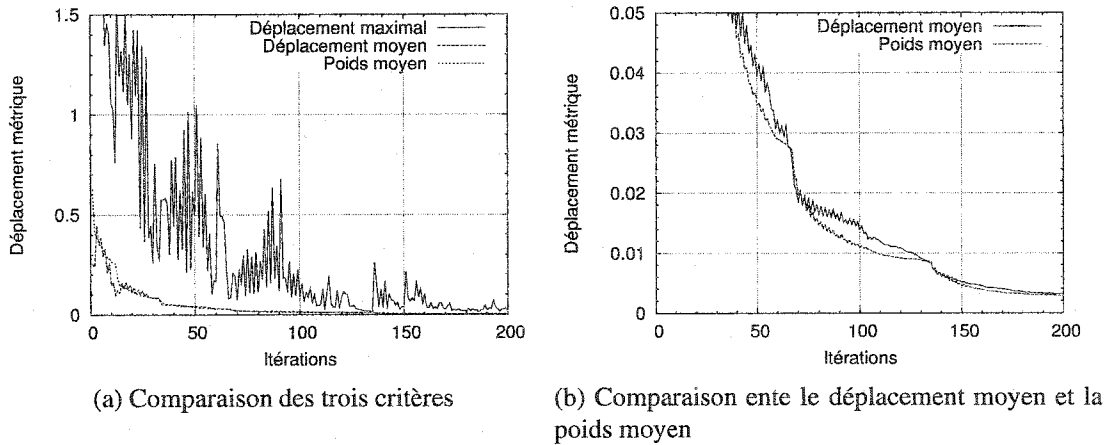 1.5
1
0.5
0
Déplacement métrique
Déplacement maximal
Déplacement moyen
Poids moyen
0
50
100
150
200
Itérations
(a) Comparaison des trois critères
0.05
0.04
0.03
0.02
0.01
0
Déplacement métrique
Déplacement moyen
Poids moyen
0
50
100
150
200
Itérations
(b) Comparaison ente le déplacement moyen et la
poids moyen